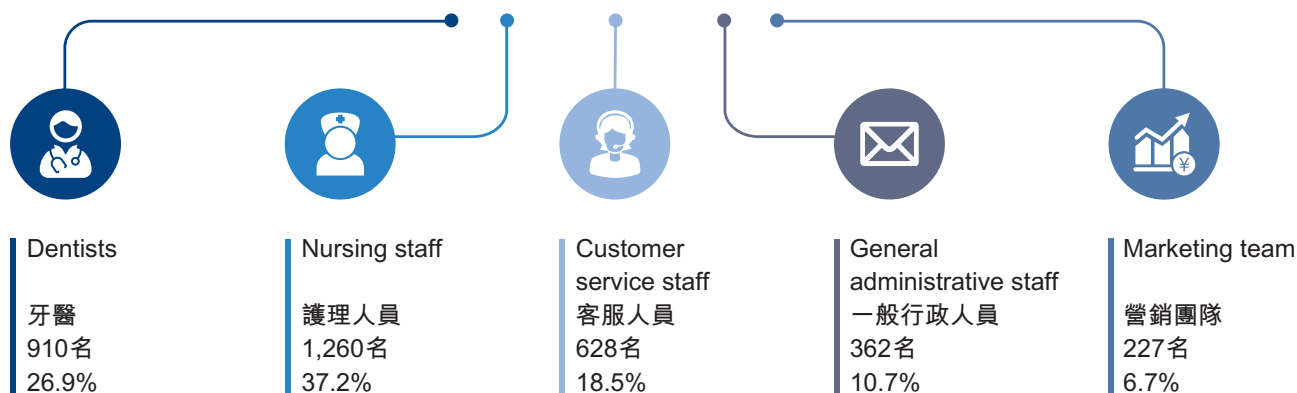 Dentists
牙醫
910名
26.9%
Nursing staff
護理人員
1,260名
37.2%
Customer
service staff
客服人員
628名
18.5%
General
administrative staff
一般行政人員
362名
10.7%
¥
Marketing team
營銷團隊
227名
6.7%